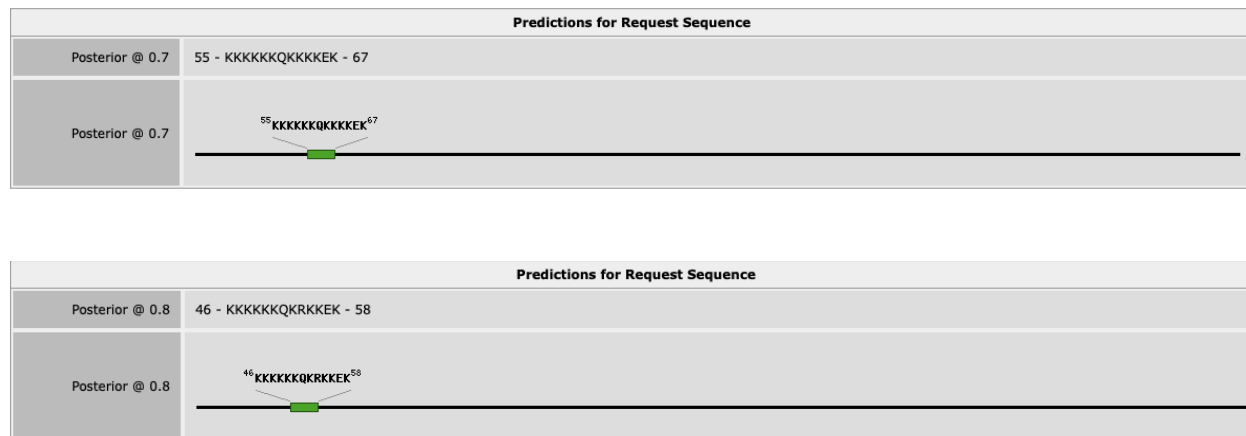 Predictions for Request Sequence
Posterior @ 0.7 55 - KKKKKKQKKKKEK - 67
Posterior @ 0.7
55KKKKKKQKKKKEK67
Predictions for Request Sequence
Posterior @ 0.8 46 - KKKKKKQKRKKEK - 58
Posterior @ 0.8
46KKKKKKQKRKKEK58